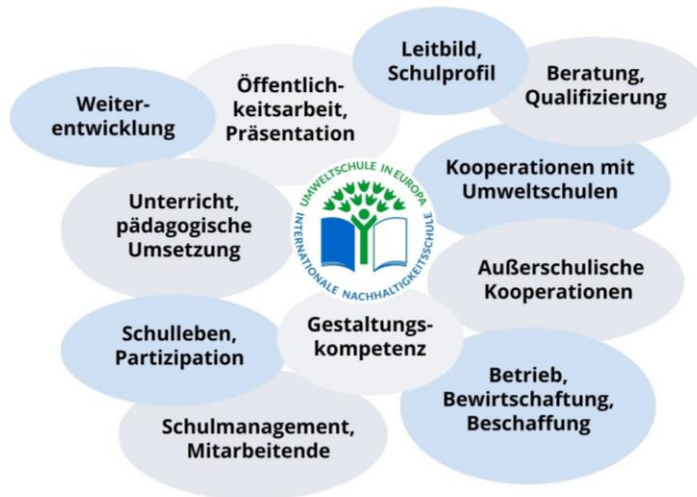 Leitbild,
Schulprofil
Beratung,
Qualifizierung
Öffentlich-
keitsarbeit,
Präsentation
Weiter-
entwicklung
Kooperationen mit
Umweltschulen
UMWELTSCHULE IN EUROPA
INTERNATIONALE NACHHALTIGKEITSSCHULE
Unterricht,
pädagogische
Umsetzung
Außerschulische
Kooperationen
Gestaltungs-
kompetenz
Schulleben,
Partizipation
Betrieb,
Bewirtschaftung,
Beschaffung
Schulmanagement,
Mitarbeitende